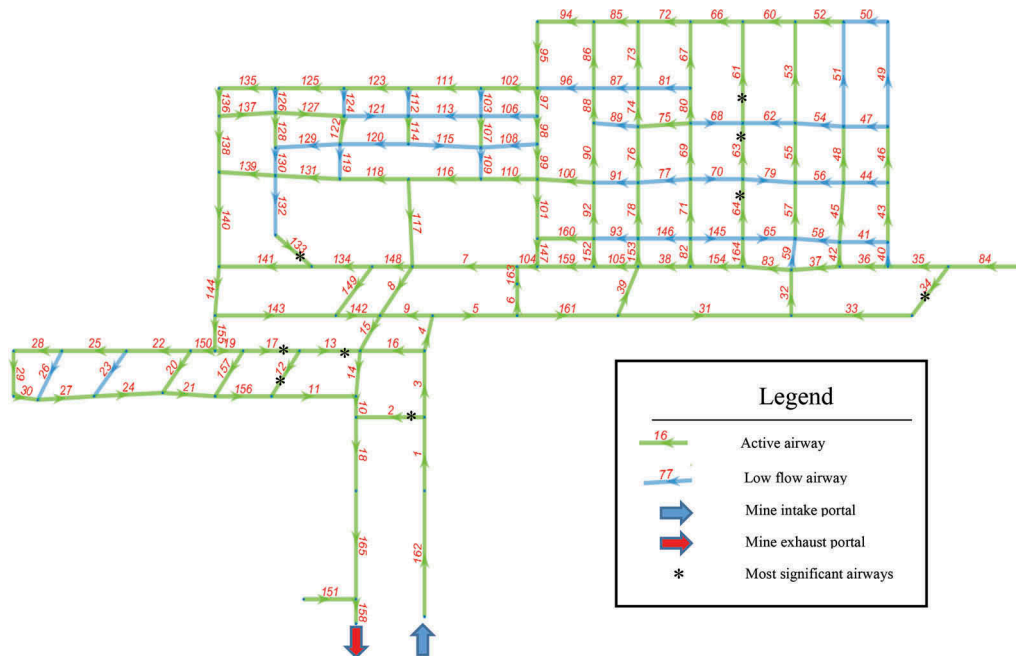 94 85 72 66 60 52 50
95 86 73 67 61 53 51 49
135 125 123 111 102 96 87 81
136 126 124 112 103 97 88 74 80
137 127 121 113 106 89 75 68 62 54 47
138 128 122 114 107 98 90 76 69 63 55 48 46
129 120 115 108
130 119 109 99
139 131 118 116 110 100 91 77 70 79 56 44
140 132 117 101 92 78 71 64 57 45 43
133 160 93 146 145 65 58 41
147 152 153 82 164 59 42 40
141 134 148 7 104 159 105 38 154 83 37 36 35 84
144 149 8 163 6 39 32 34
143 142 9 5 161 31 33
155 15 4
28 25 22 150 19 17 13 16
29 26 23 20 157 12 14 3
30 27 24 21 156 11
10 2
18 1
165 162
151
158
Legend
16 Active airway
77 Low flow airway
Mine intake portal
Mine exhaust portal
* Most significant airways